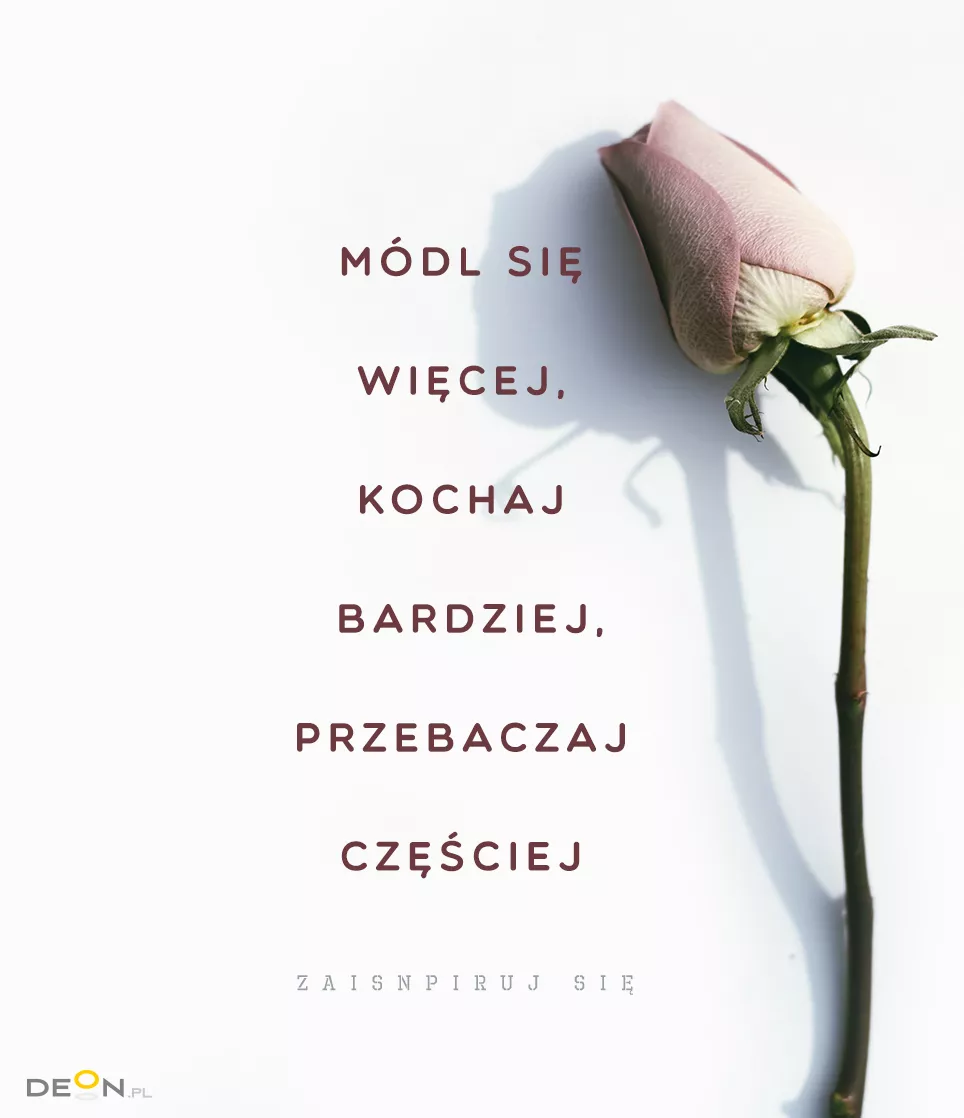 MÓDL SIĘ
WIĘCEJ,
KOCHAJ
BARDZIEJ,
PRZEBACZAJ
CZĘŚCIEJ
ZAISNPIRUJ SIĘ
DEON.PL